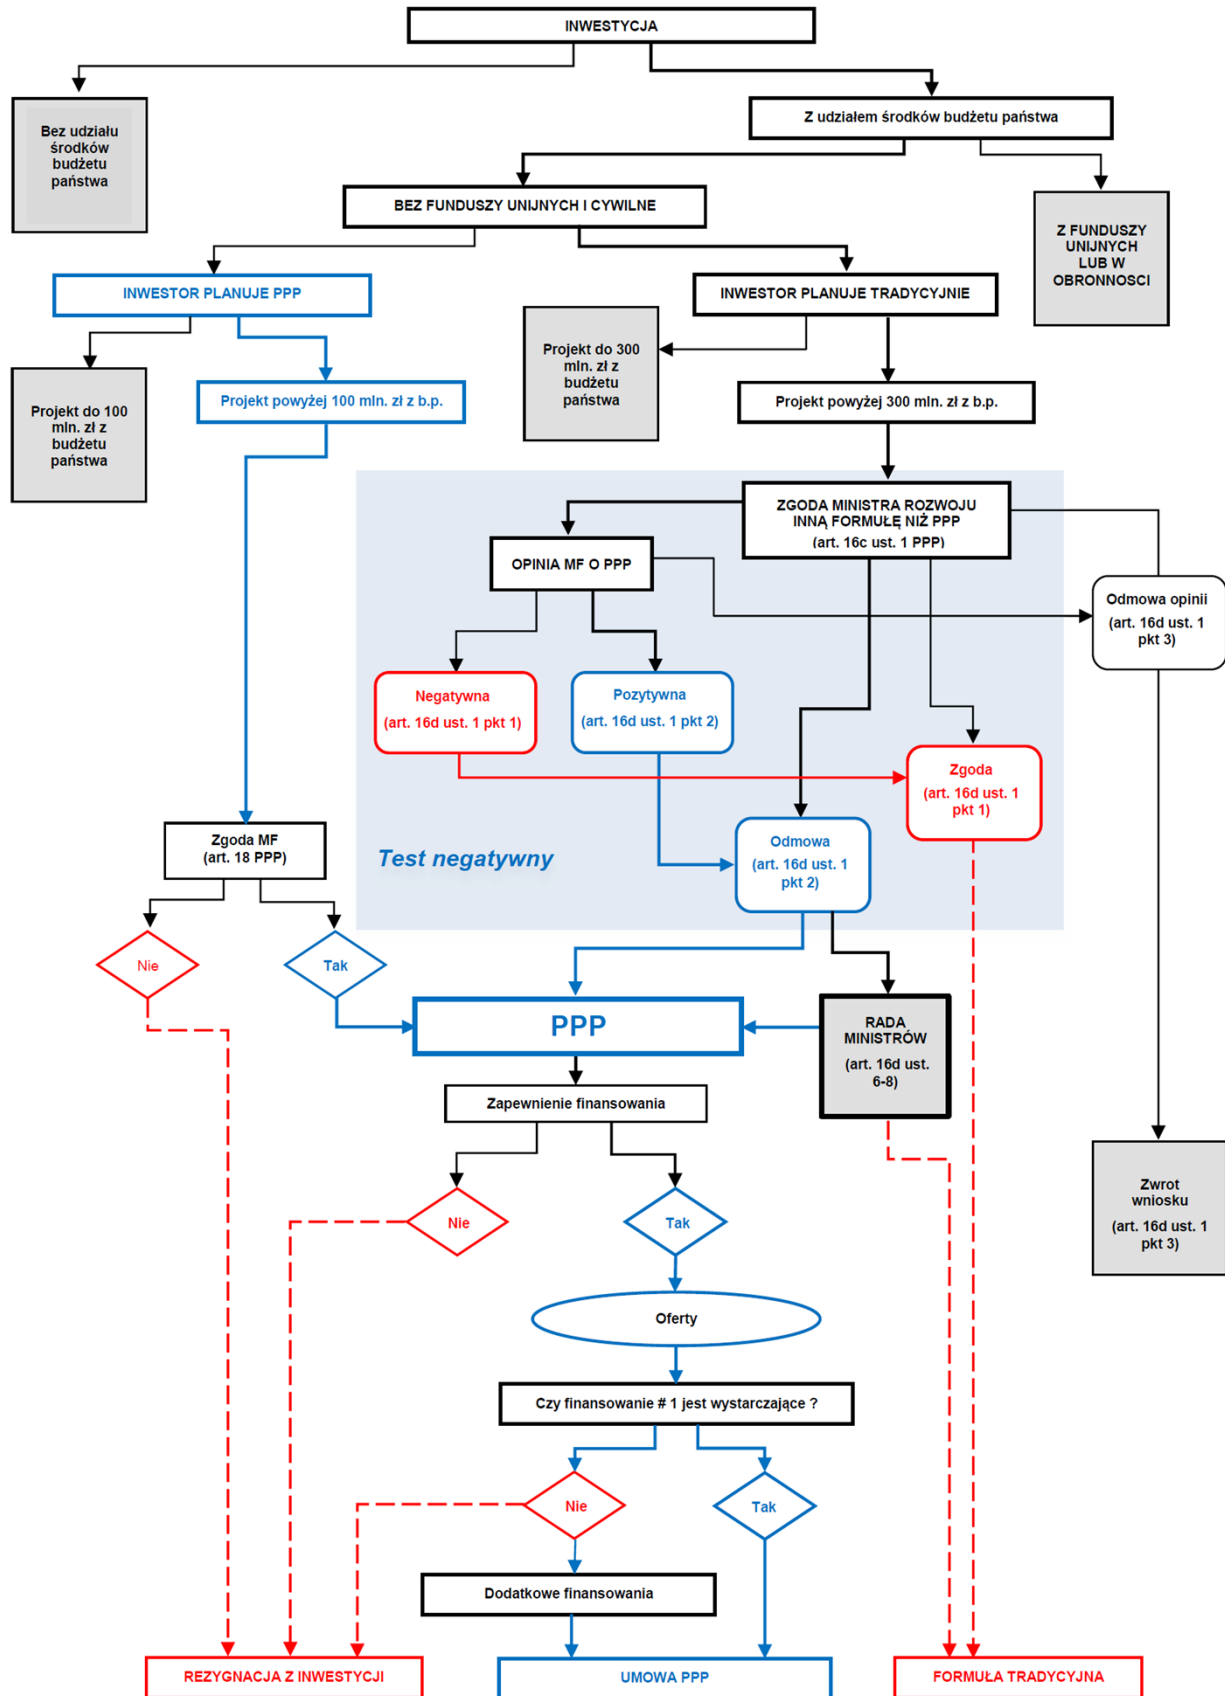 INWESTYCJA
Bez udziału
środków
budżetu
państwa
Z udziałem środków budżetu państwa
BEZ FUNDUSZY UNIJNYCH I CYWILNE
Z FUNDUSZY
UNIJNYCH
LUB W
OBRONNOSCI
INWESTOR PLANUJE PPP
INWESTOR PLANUJE TRADYCYJNIE
Projekt do 300
mln. zł z
budżetu
państwa
Projekt do 100
mln. zł z
budżetu
państwa
Projekt powyżej 100 mln. zł z b.p.
Projekt powyżej 300 mln. zł z b.p.
ZGODA MINISTRA ROZWOJU
INNĄ FORMUŁĘ NIŻ PPP
(art. 16c ust. 1 PPP)
OPINIA MF O PPP
Odmowa opinii
(art. 16d ust. 1
pkt 3)
Negatywna
(art. 16d ust. 1 pkt 1)
Pozytywna
(art. 16d ust. 1 pkt 2)
Zgoda
(art. 16d ust. 1
pkt 1)
Zgoda MF
(art. 18 PPP)
Test negatywny
Odmowa
(art. 16d ust. 1
pkt 2)
Nie
Tak
PPP
RADA
MINISTRÓW
(art. 16d ust.
6-8)
Zapewnienie finansowania
Nie
Tak
Zwrot
wniosku
(art. 16d ust. 1
pkt 3)
Oferty
Czy finansowanie # 1 jest wystarczające ?
Nie
Tak
Dodatkowe finansowania
REZYGNACJA Z INWESTYCJI
UMOWA PPP
FORMUŁA TRADYCYJNA